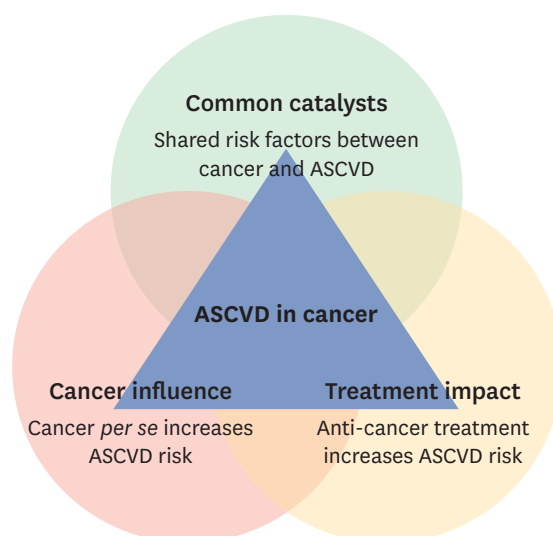 Common catalysts
Shared risk factors between
cancer and ASCVD
ASCVD in cancer
Cancer influence
Cancer per se increases
ASCVD risk
Treatment impact
Anti-cancer treatment
increases ASCVD risk